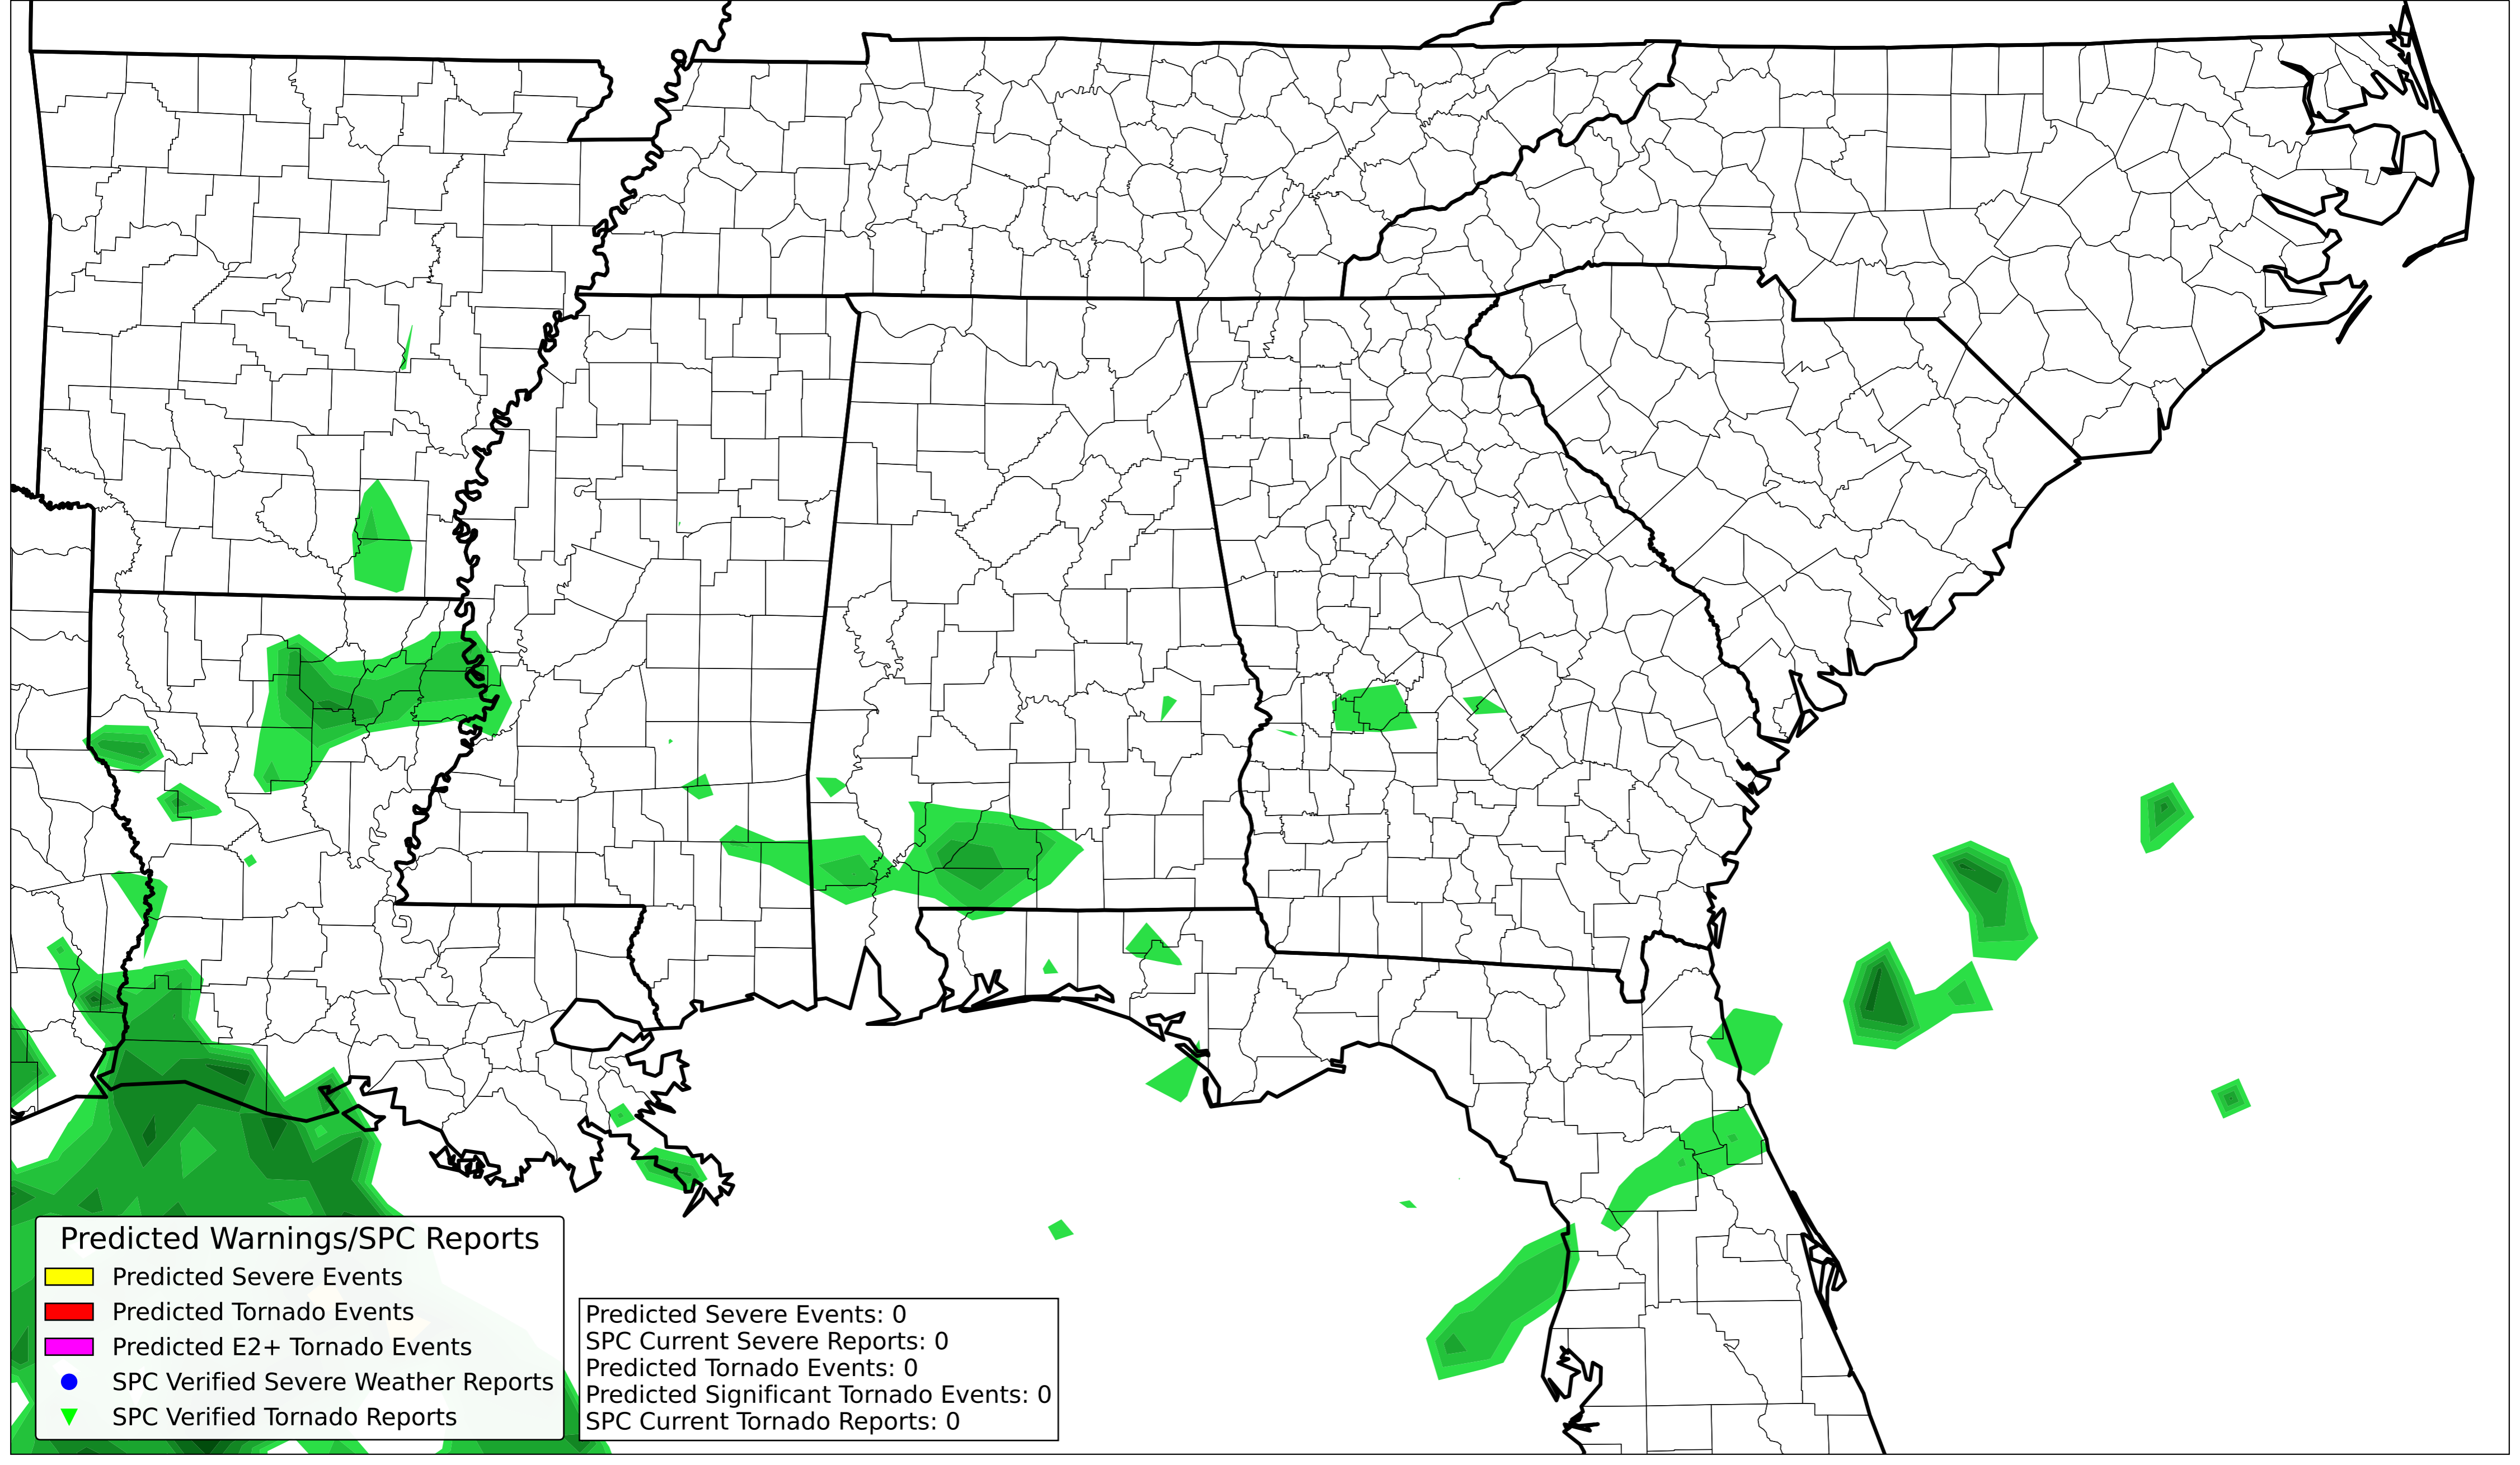 Predicted Warnings/SPC Reports
Predicted Severe Events
Predicted Tornado Events
Predicted E2+ Tornado Events
SPC Verified Severe Weather Reports
SPC Verified Tornado Reports
Predicted Severe Events: 0
SPC Current Severe Reports: 0
Predicted Tornado Events: 0
Predicted Significant Tornado Events: 0
SPC Current Tornado Reports: 0